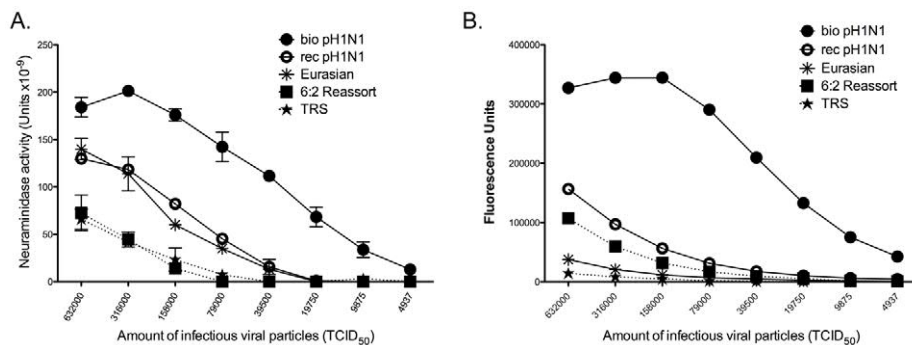 A.
bio pH1N1
rec pH1N1
Eurasian
6:2 Reassort
TRS
Neuraminidase activity (Units x10-9)
250
200
150
100
50
0
632000
316000
158000
79000
39500
19750
9875
4937
Amount of infectious viral particles (TCID50)
B.
bio pH1N1
rec pH1N1
Eurasian
6:2 Reassort
TRS
Fluorescence Units
400000
300000
200000
100000
0
632000
316000
158000
79000
39500
19750
9875
4937
Amount of infectious viral particles (TCID50)